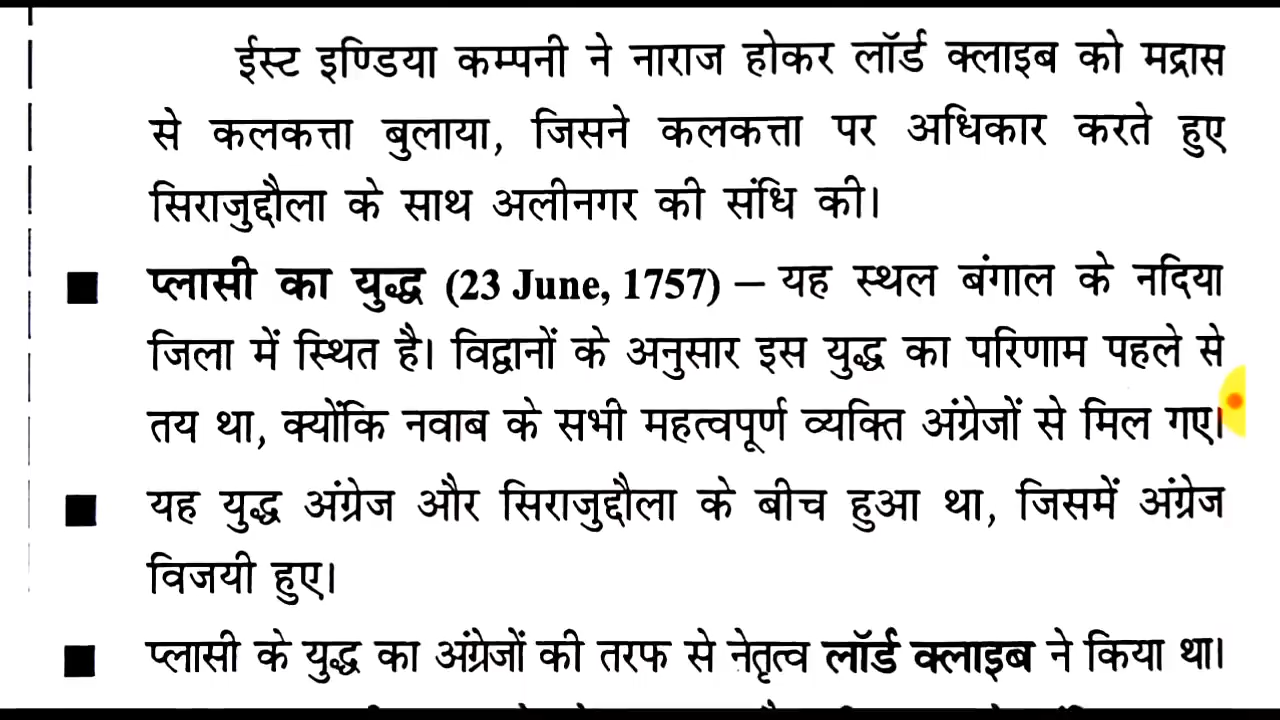 ईस्ट इण्डिया कम्पनी ने नाराज होकर लॉर्ड क्लाइब को मद्रास
से कलकत्ता बुलाया, जिसने कलकत्ता पर अधिकार करते हुए
सिराजुद्दौला के साथ अलीनगर की संधि की।
■ प्लासी का युद्ध (23 June, 1757) – यह स्थल बंगाल के नदिया
जिला में स्थित है। विद्वानों के अनुसार इस युद्ध का परिणाम पहले से
तय था, क्योंकि नवाब के सभी महत्वपूर्ण व्यक्ति अंग्रेजों से मिल गए।
■ यह युद्ध अंग्रेज और सिराजुद्दौला के बीच हुआ था, जिसमें अंग्रेज
विजयी हुए।
■ प्लासी के युद्ध का अंग्रेजों की तरफ से नेतृत्व लॉर्ड क्लाइब ने किया था।